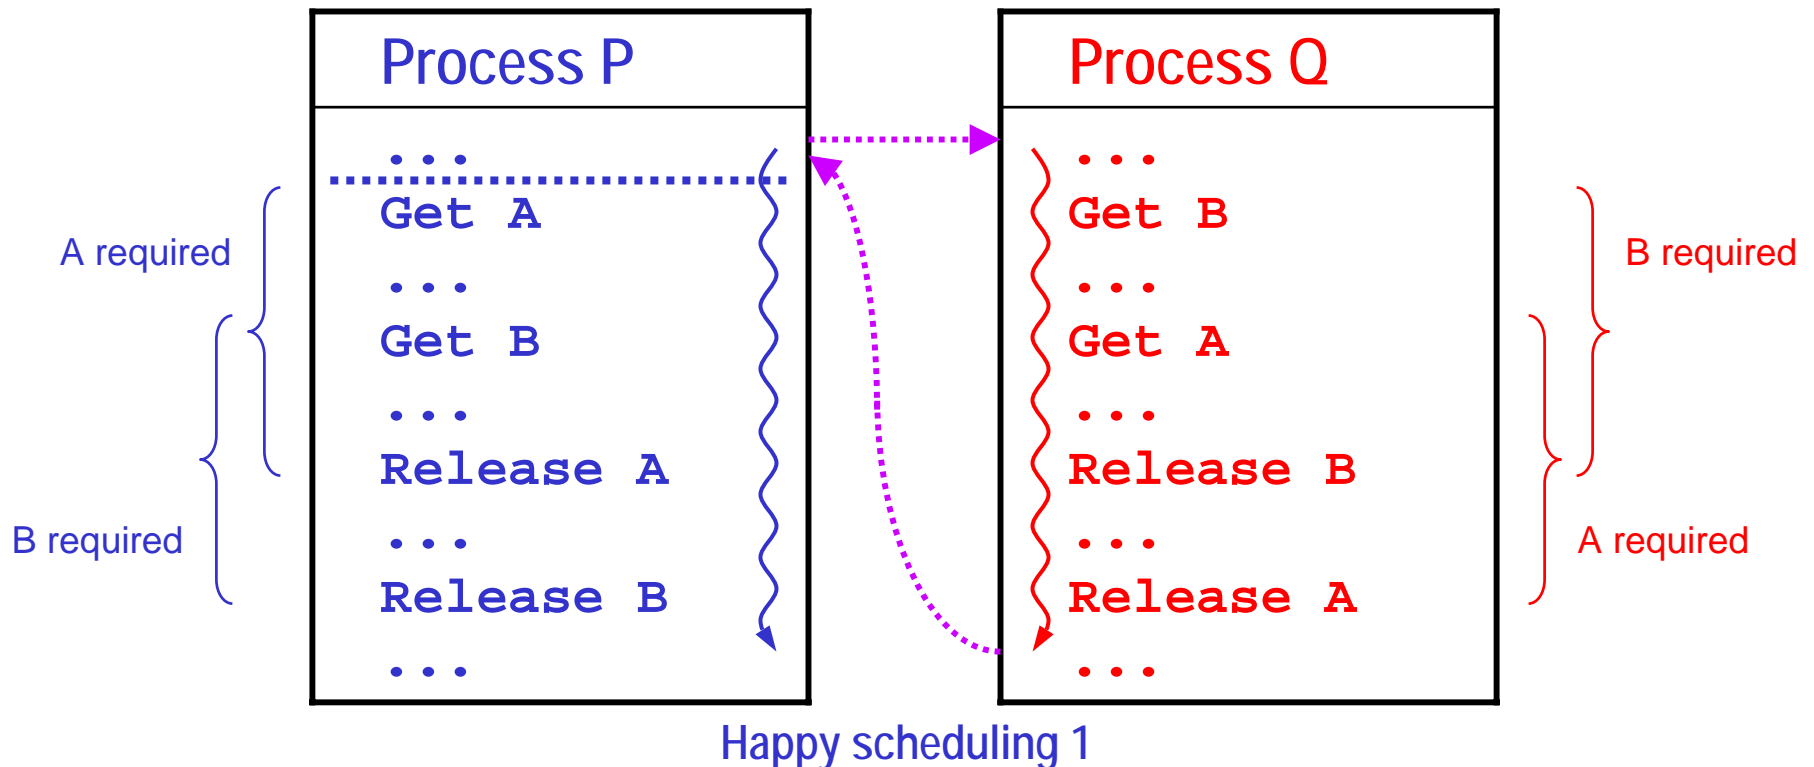 Process P
...
Get A
...
Get B
...
Release A
...
Release B
...
A required
B required
Process Q
...
Get B
...
Get A
...
Release B
...
Release A
...
B required
A required
Happy scheduling 1